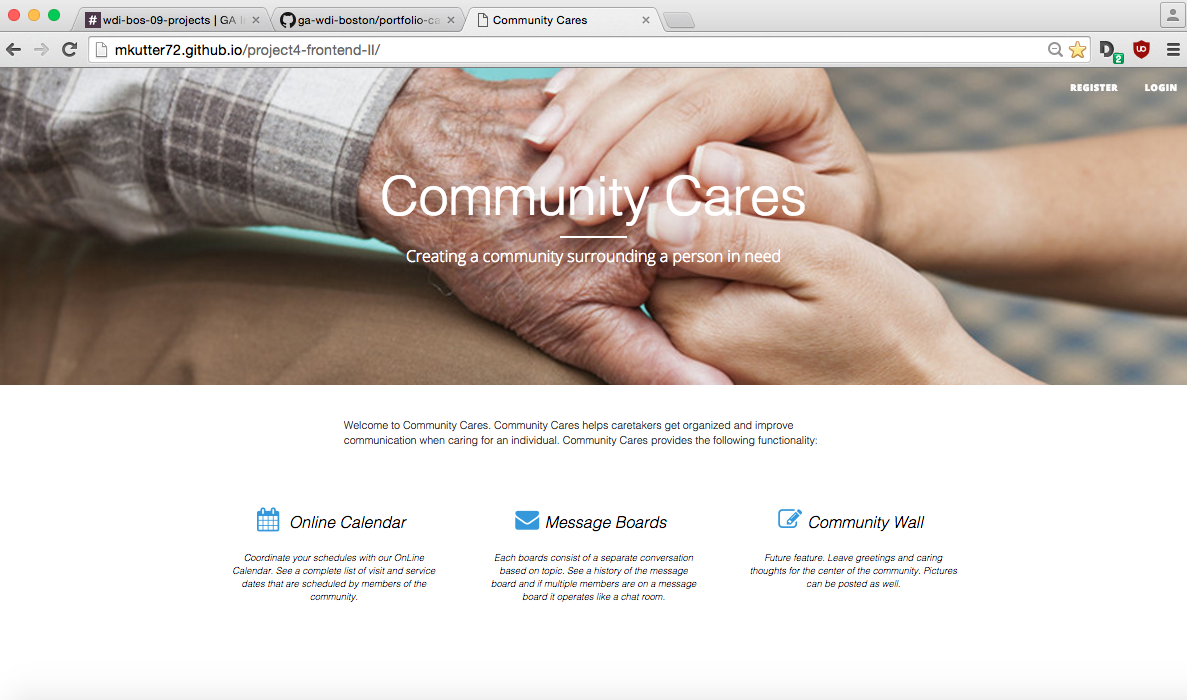 wdi-bos-09-projects | GA
ga-wdi-boston/portfolio-ca
Community Cares
mkutter72.github.io/project4-frontend-II/
2
REGISTER
LOGIN
Community Cares
Creating a community surrounding a person in need
Welcome to Community Cares. Community Cares helps caretakers get organized and improve
communication when caring for an individual. Community Cares provides the following functionality:
Online Calendar
Coordinate your schedules with our OnLine
Calendar. See a complete list of visit and service
dates that are scheduled by members of the
community.
Message Boards
Each boards consist of a separate conversation
based on topic. See a history of the message
board and if multiple members are on a message
board it operates like a chat room.
Community Wall
Future feature. Leave greetings and caring
thoughts for the center of the community. Pictures
can be posted as well.